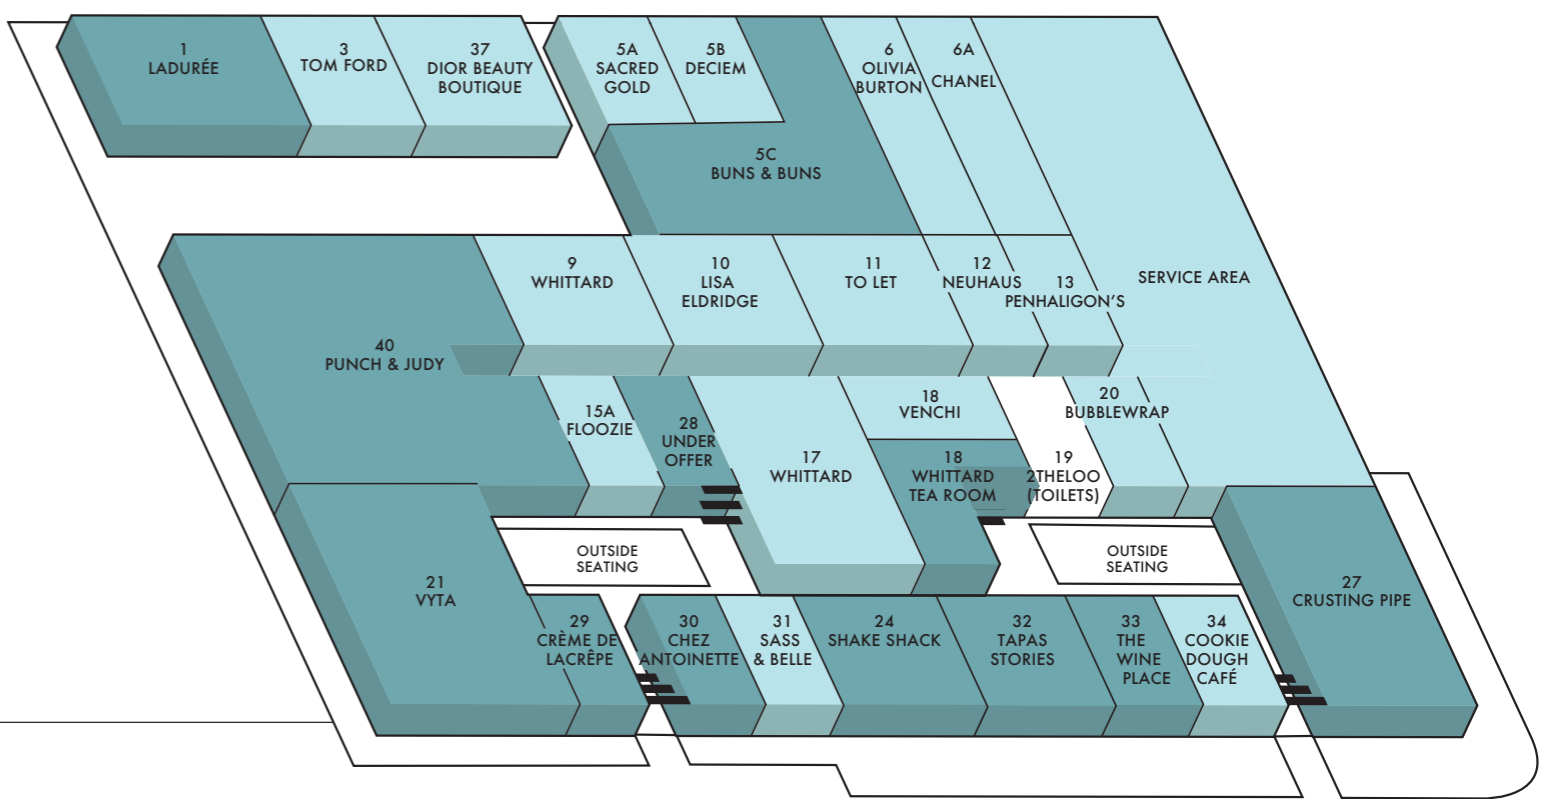 1
LADURÉE
3
TOM FORD
37
DIOR BEAUTY
BOUTIQUE
5A
SACRED
GOLD
5B
DECIEM
6
OLIVIA
BURTON
6A
CHANEL
5C
BUNS & BUNS
9
WHITTARD
10
LISA
ELDRIDGE
11
TO LET
12
NEUHAUS
13
PENHALIGON'S
SERVICE AREA
40
PUNCH & JUDY
15A
FLOOZIE
28
UNDER
OFFER
17
WHITTARD
18
VENCHI
18
WHITTARD
TEA ROOM
19
2THELOO
(TOILETS)
20
BUBBLEWRAP
OUTSIDE
SEATING
OUTSIDE
SEATING
21
VYTA
27
CRUSTING PIPE
29
CRÈME DE
LACRÊPE
30
CHEZ
ANTOINETTE
31
SASS
& BELLE
24
SHAKE SHACK
32
TAPAS
STORIES
33
THE
WINE
PLACE
34
COOKIE
DOUGH
CAFÉ